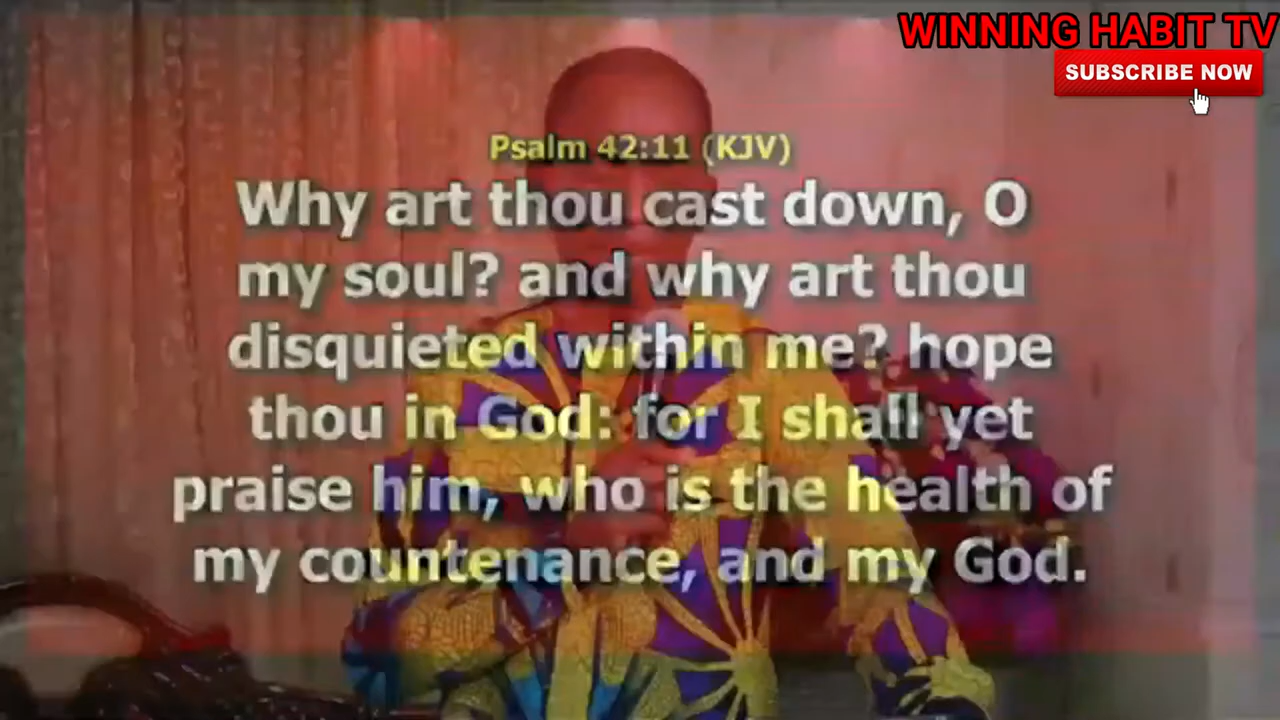 WINNING HABIT TV
SUBSCRIBE NOW
Psalm 42:11 (KJV)
Why art thou cast down, O
my soul? and why art thou
disquieted within me? hope
thou in God: for I shall yet
praise him, who is the health of
my countenance, and my God.